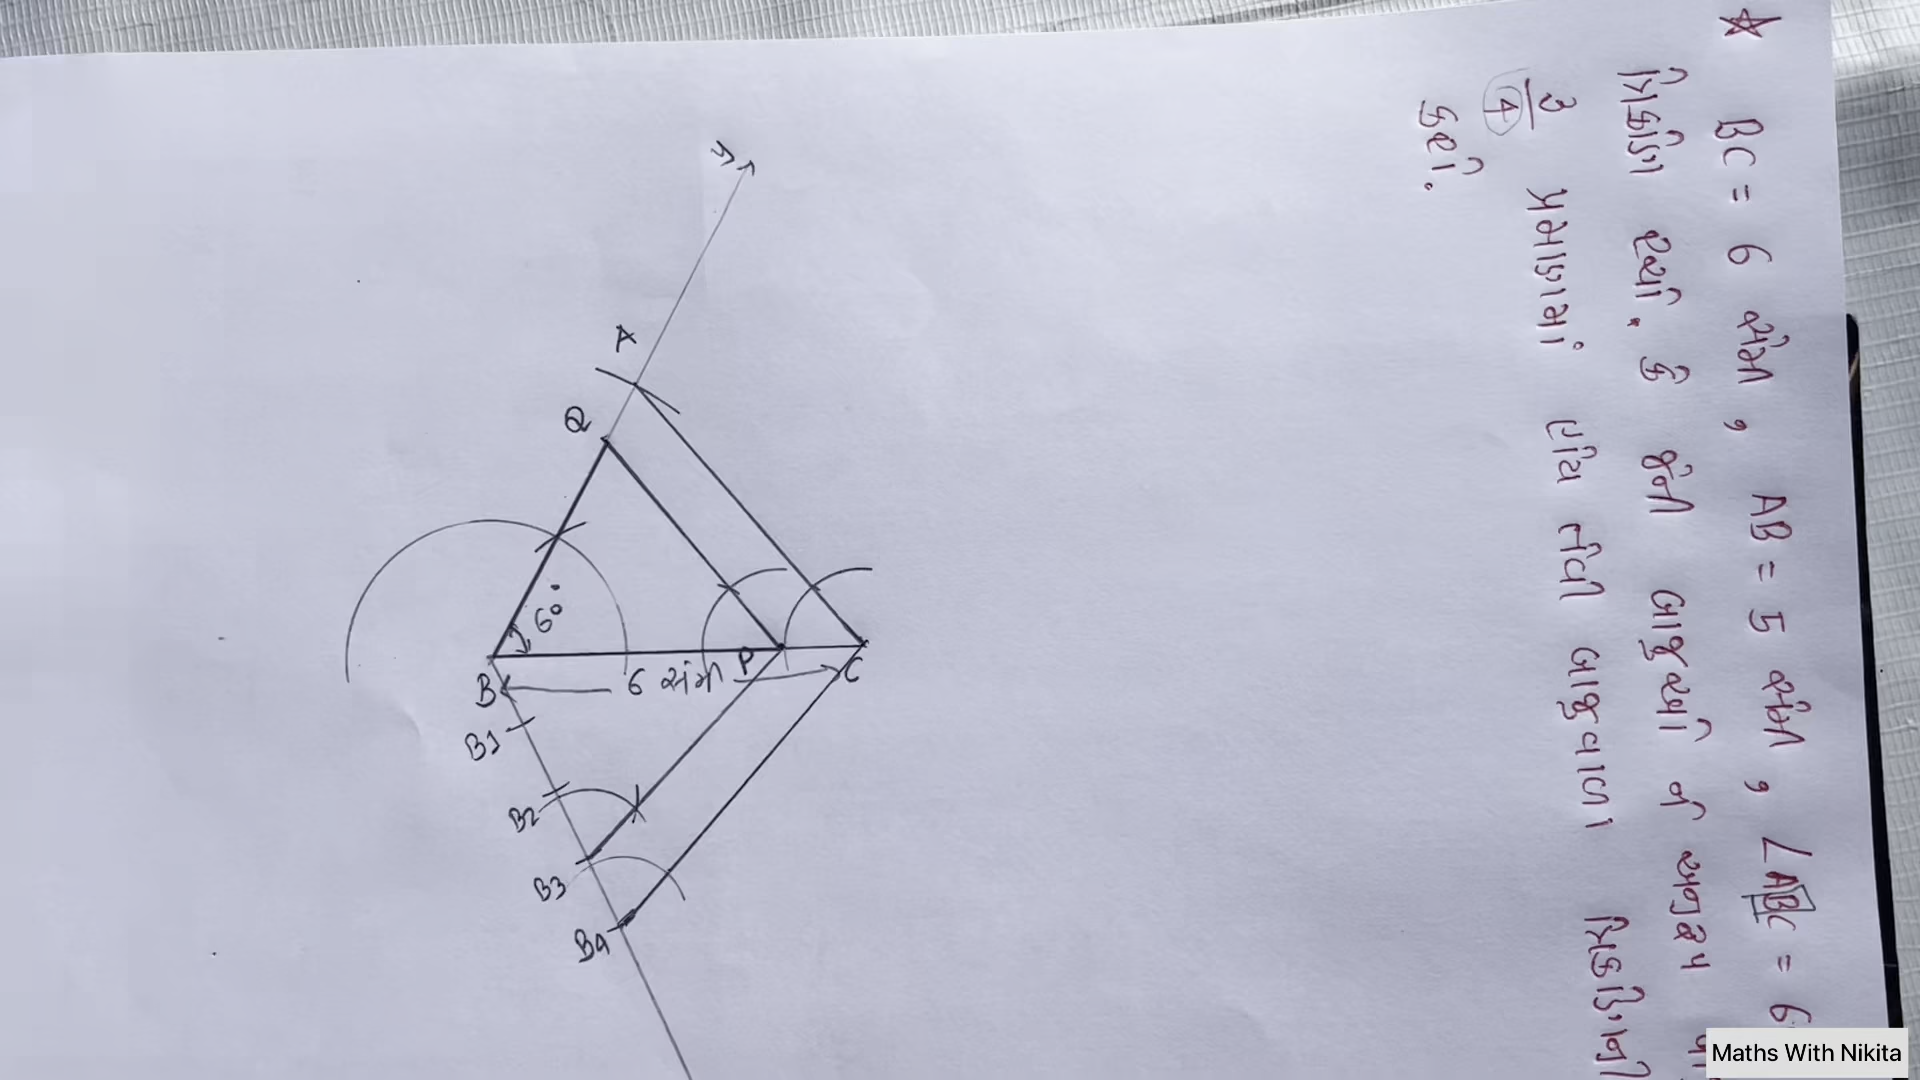 ☆ BC = 6 સેમી , AB = 5 સેમી , ∠ABC = 6
ત્રિકોણ રચો. કે જેની બાજુઓ ને અનુરૂપ
3/4 પ્રમાણમાં હોય તેવી બાજુવાળા ત્રિકોણની
કરો.
A
Q
60°
B
6 સેમી
P
C
B1
B2
B3
B4
Maths With Nikita